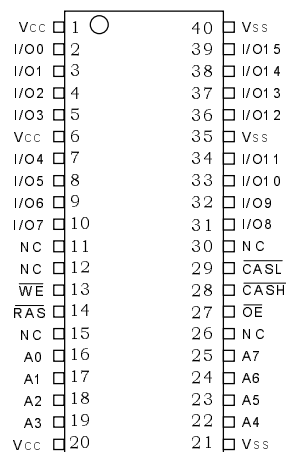 VCC 1 40 VSS
I/O0 2 39 I/O15
I/O1 3 38 I/O14
I/O2 4 37 I/O13
I/O3 5 36 I/O12
VCC 6 35 VSS
I/O4 7 34 I/O11
I/O5 8 33 I/O10
I/O6 9 32 I/O9
I/O7 10 31 I/O8
NC 11 30 NC
NC 12 29 CASL
WE 13 28 CASH
RAS 14 27 OE
NC 15 26 NC
A0 16 25 A7
A1 17 24 A6
A2 18 23 A5
A3 19 22 A4
VCC 20 21 VSS